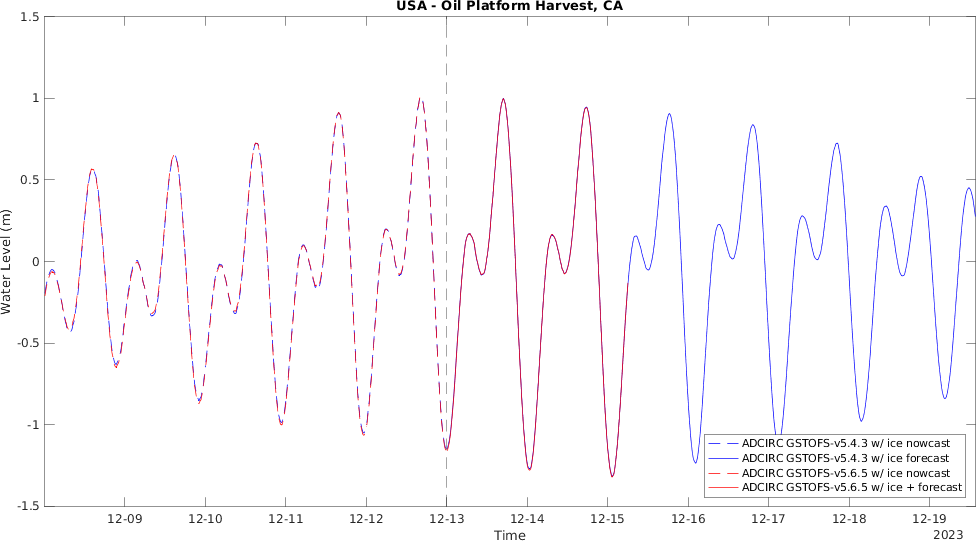 USA - Oil Platform Harvest, CA
1.5
1
0.5
0
-0.5
-1
-1.5
Water Level (m)
ADCIRC GSTOFS-v5.4.3 w/ ice nowcast
ADCIRC GSTOFS-v5.4.3 w/ ice forecast
ADCIRC GSTOFS-v5.6.5 w/ ice nowcast
ADCIRC GSTOFS-v5.6.5 w/ ice + forecast
12-09 12-10 12-11 12-12 12-13 12-14 12-15 12-16 12-17 12-18 12-19
Time
2023